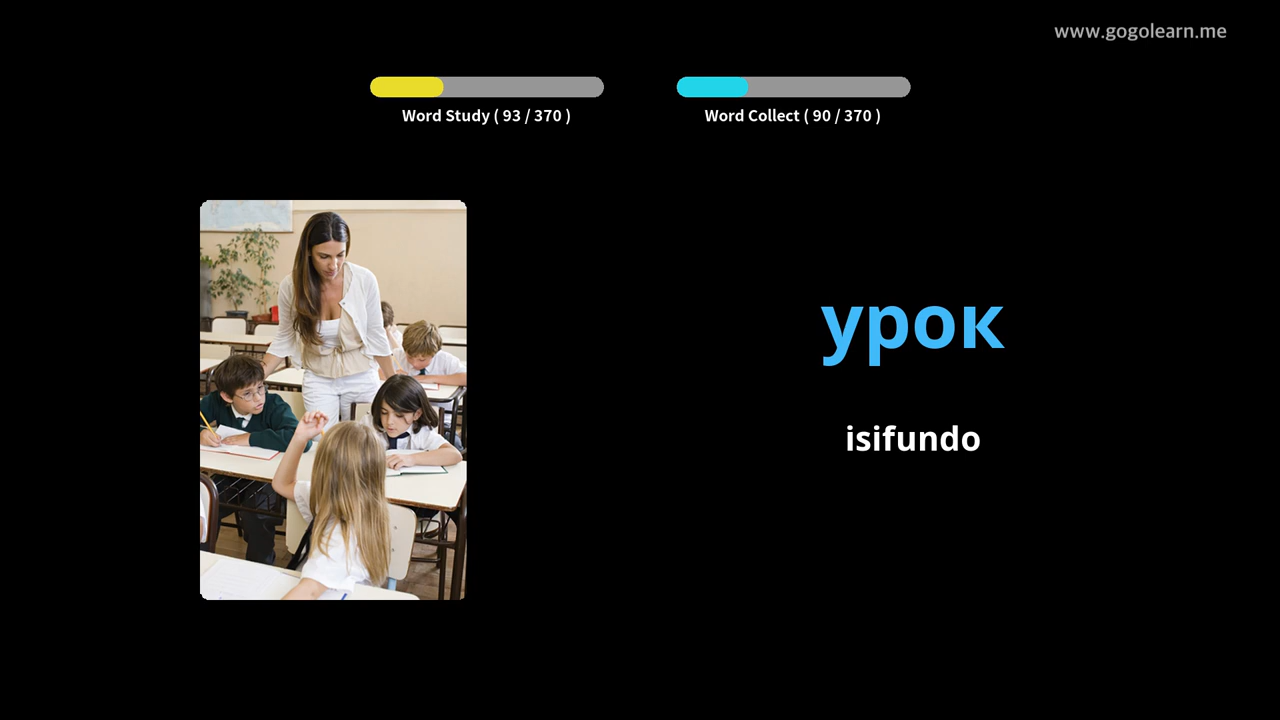 www.gogolearn.me
Word Study ( 93 / 370 )
Word Collect ( 90 / 370 )
урок
isifundo